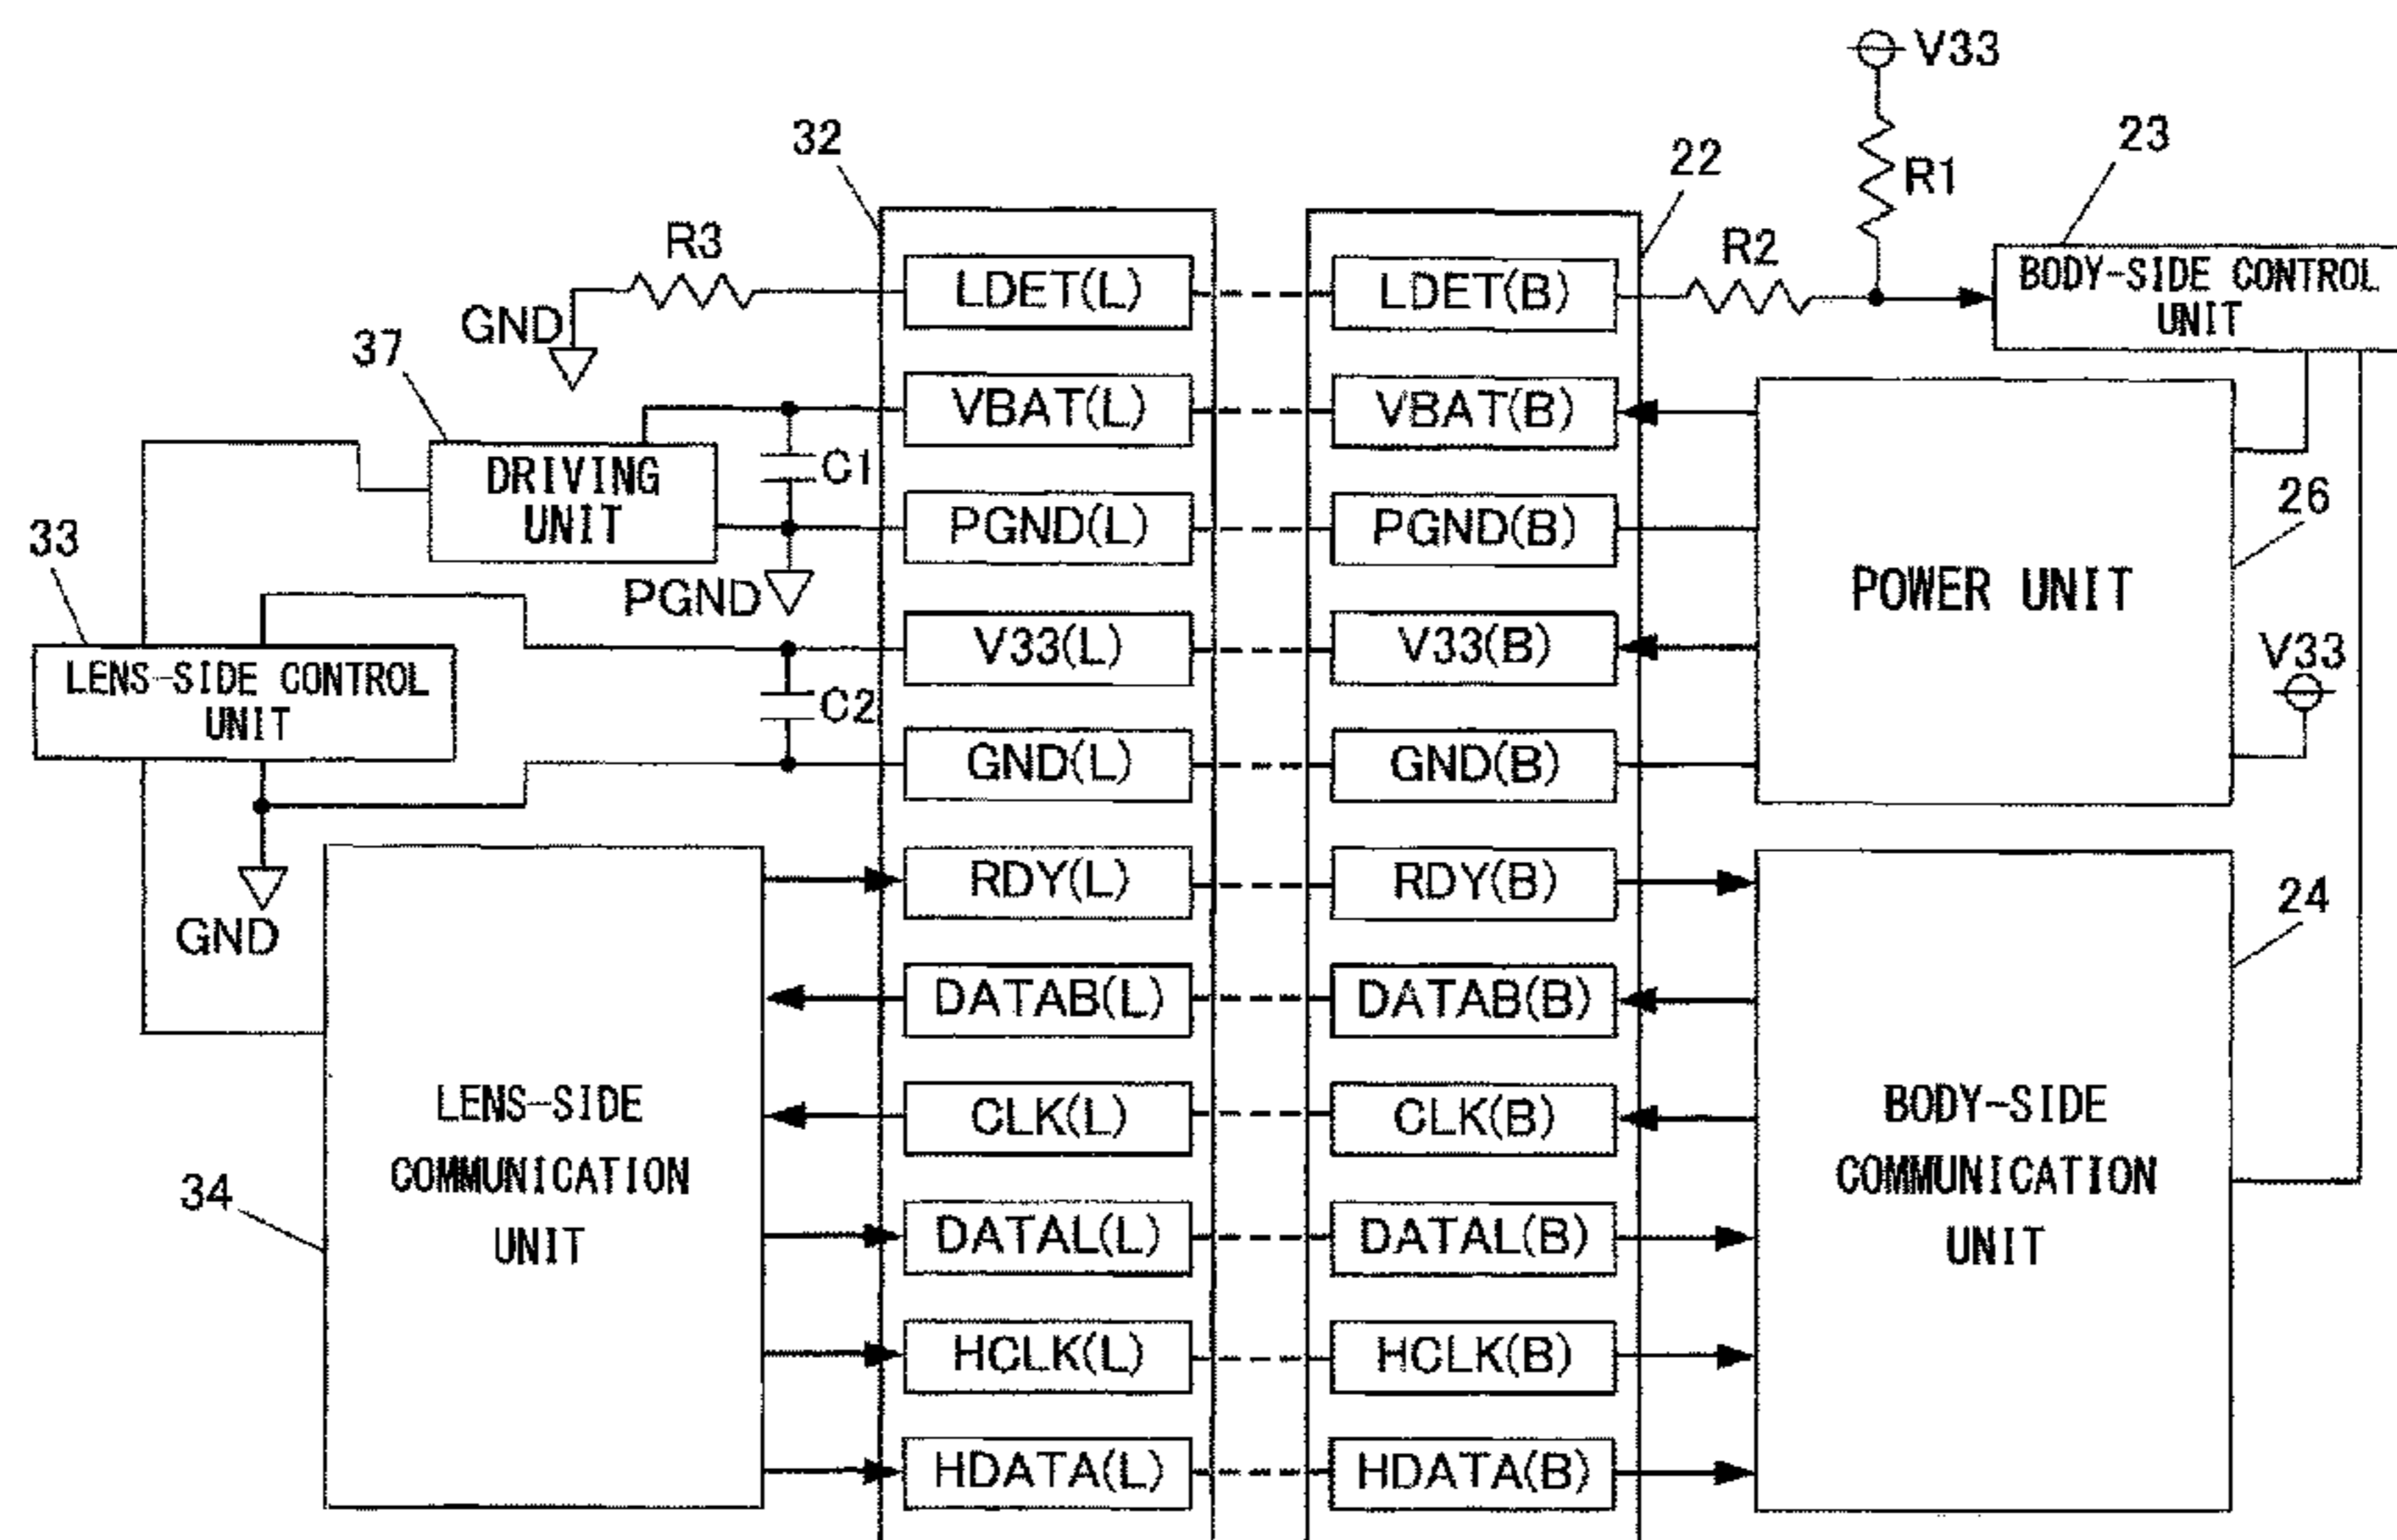 V33
32
22
23
R1
R3
R2
LDET(L)
LDET(B)
BODY-SIDE CONTROL
UNIT
GND
37
VBAT(L)
VBAT(B)
DRIVING
UNIT
C1
26
33
PGND(L)
PGND(B)
POWER UNIT
PGND
V33(L)
V33(B)
V33
LENS-SIDE CONTROL
UNIT
C2
GND(L)
GND(B)
RDY(L)
RDY(B)
24
GND
DATAB(L)
DATAB(B)
LENS-SIDE
COMMUNICATION
UNIT
CLK(L)
CLK(B)
BODY-SIDE
COMMUNICATION
UNIT
34
DATAL(L)
DATAL(B)
HCLK(L)
HCLK(B)
HDATA(L)
HDATA(B)